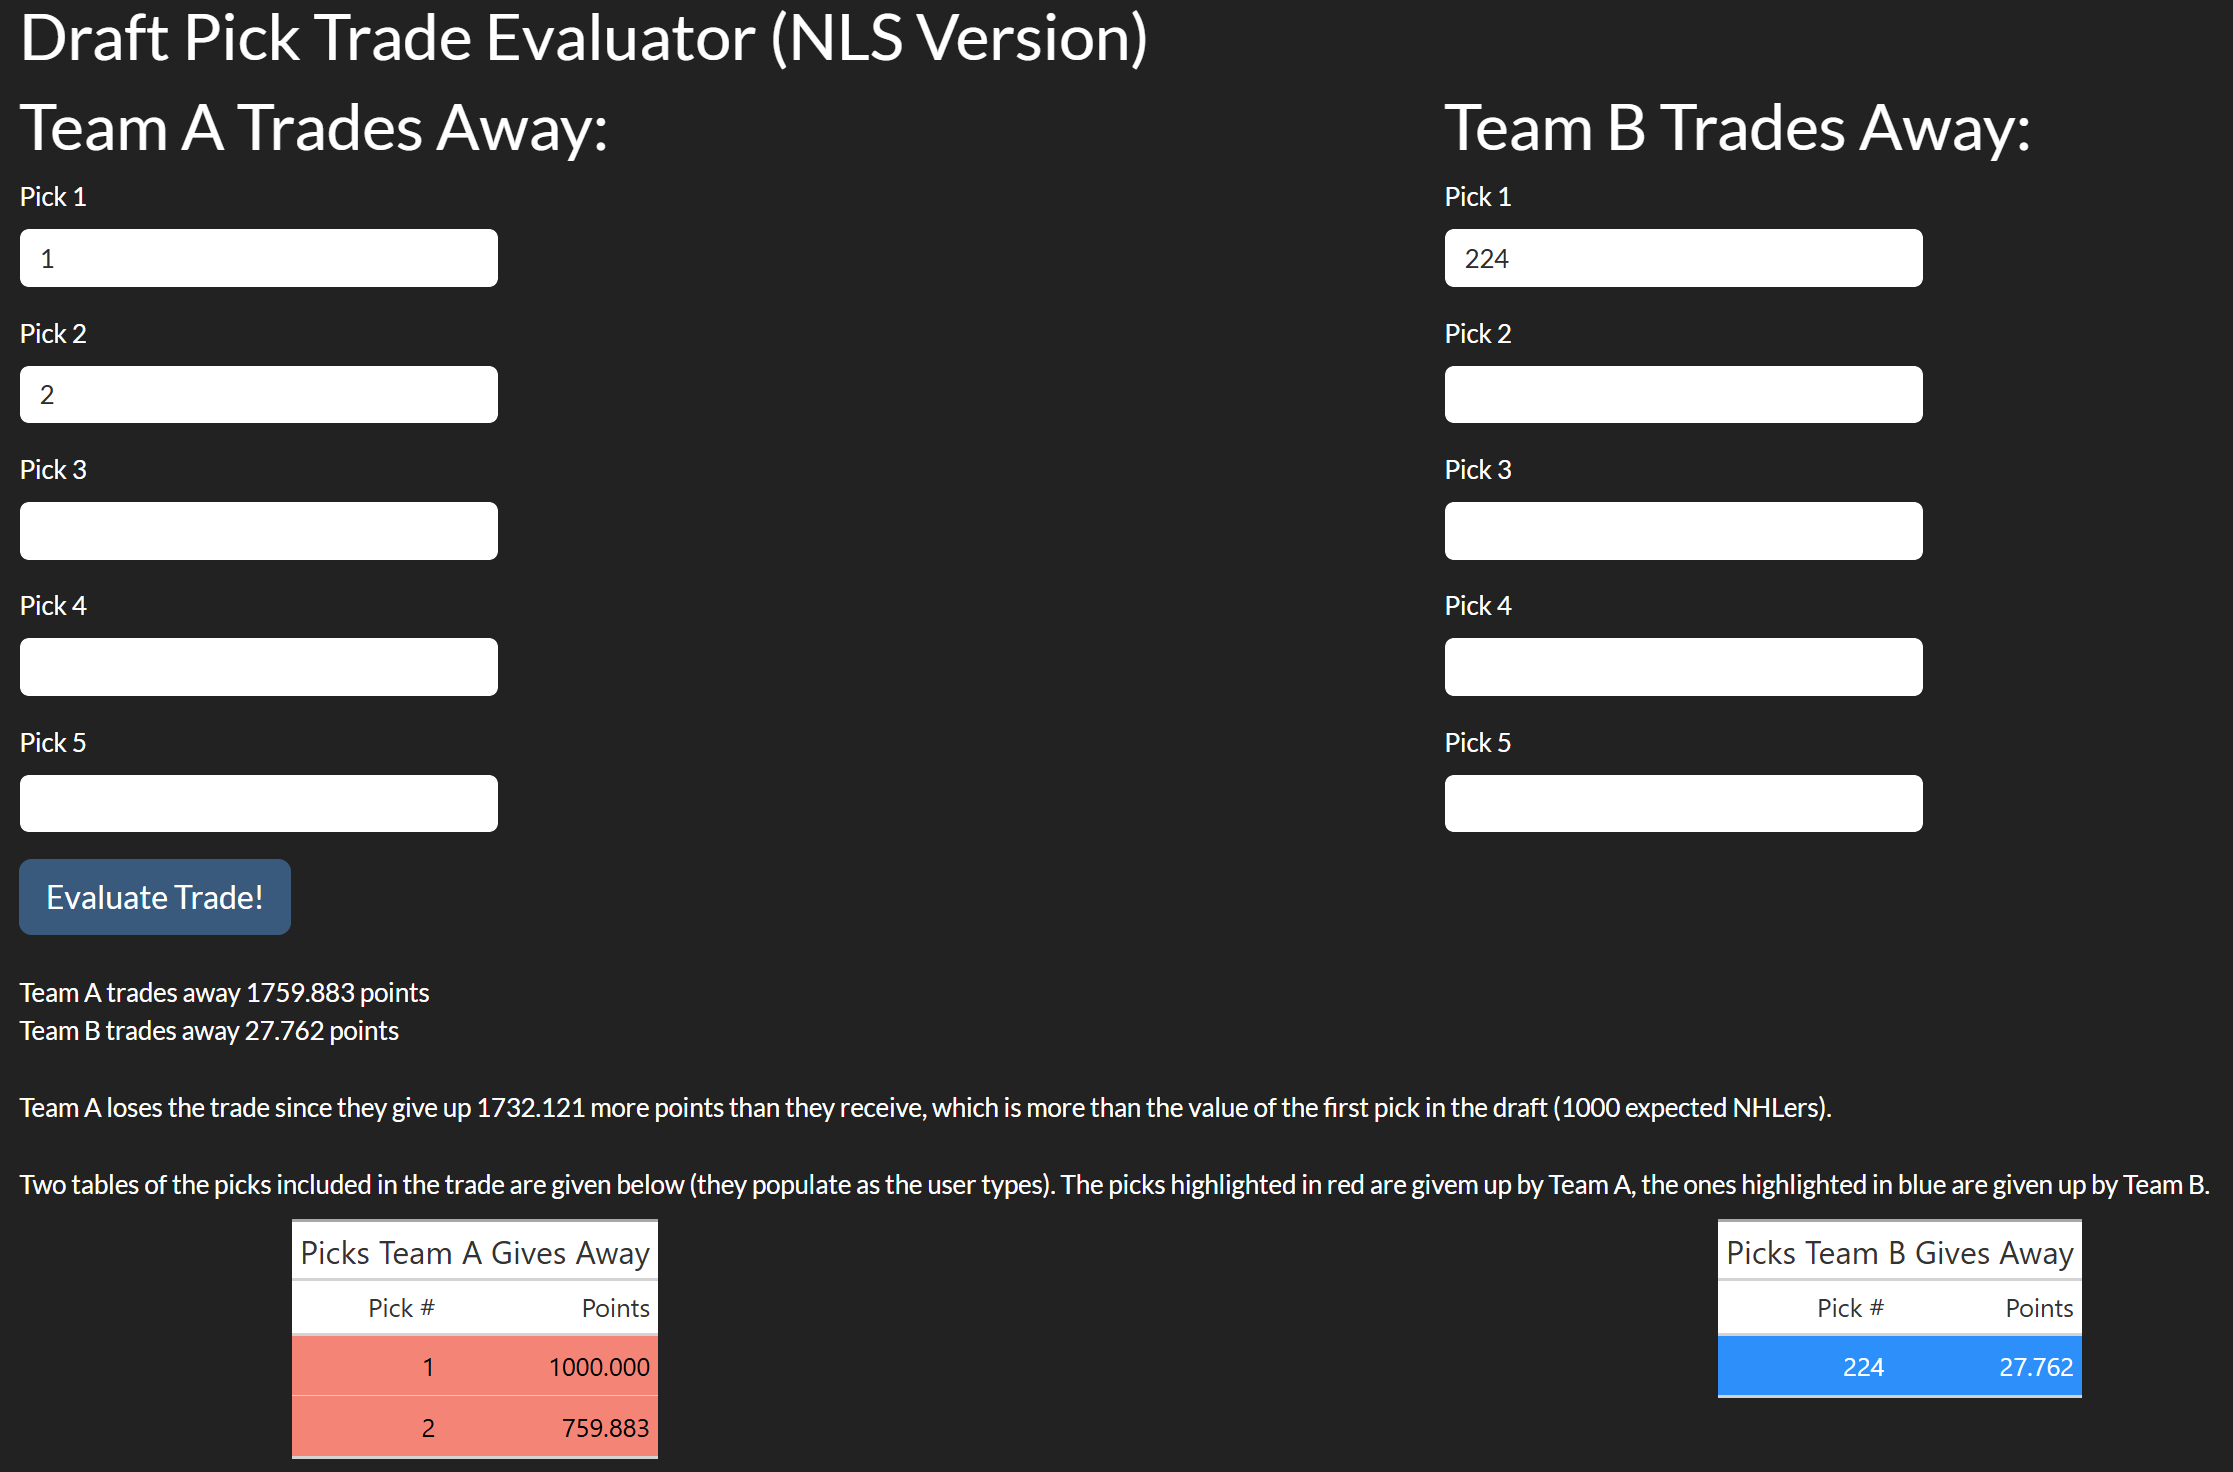 Draft Pick Trade Evaluator (NLS Version)
Team A Trades Away:
Pick 1
1
Pick 2
2
Pick 3
Pick 4
Pick 5
Team B Trades Away:
Pick 1
224
Pick 2
Pick 3
Pick 4
Pick 5
Evaluate Trade!
Team A trades away 1759.883 points
Team B trades away 27.762 points
Team A loses the trade since they give up 1732.121 more points than they receive, which is more than the value of the first pick in the draft (1000 expected NHLers).
Two tables of the picks included in the trade are given below (they populate as the user types). The picks highlighted in red are givem up by Team A, the ones highlighted in blue are given up by Team B.
Picks Team A Gives Away
Pick # Points
1 1000.000
2 759.883
Picks Team B Gives Away
Pick # Points
224 27.762